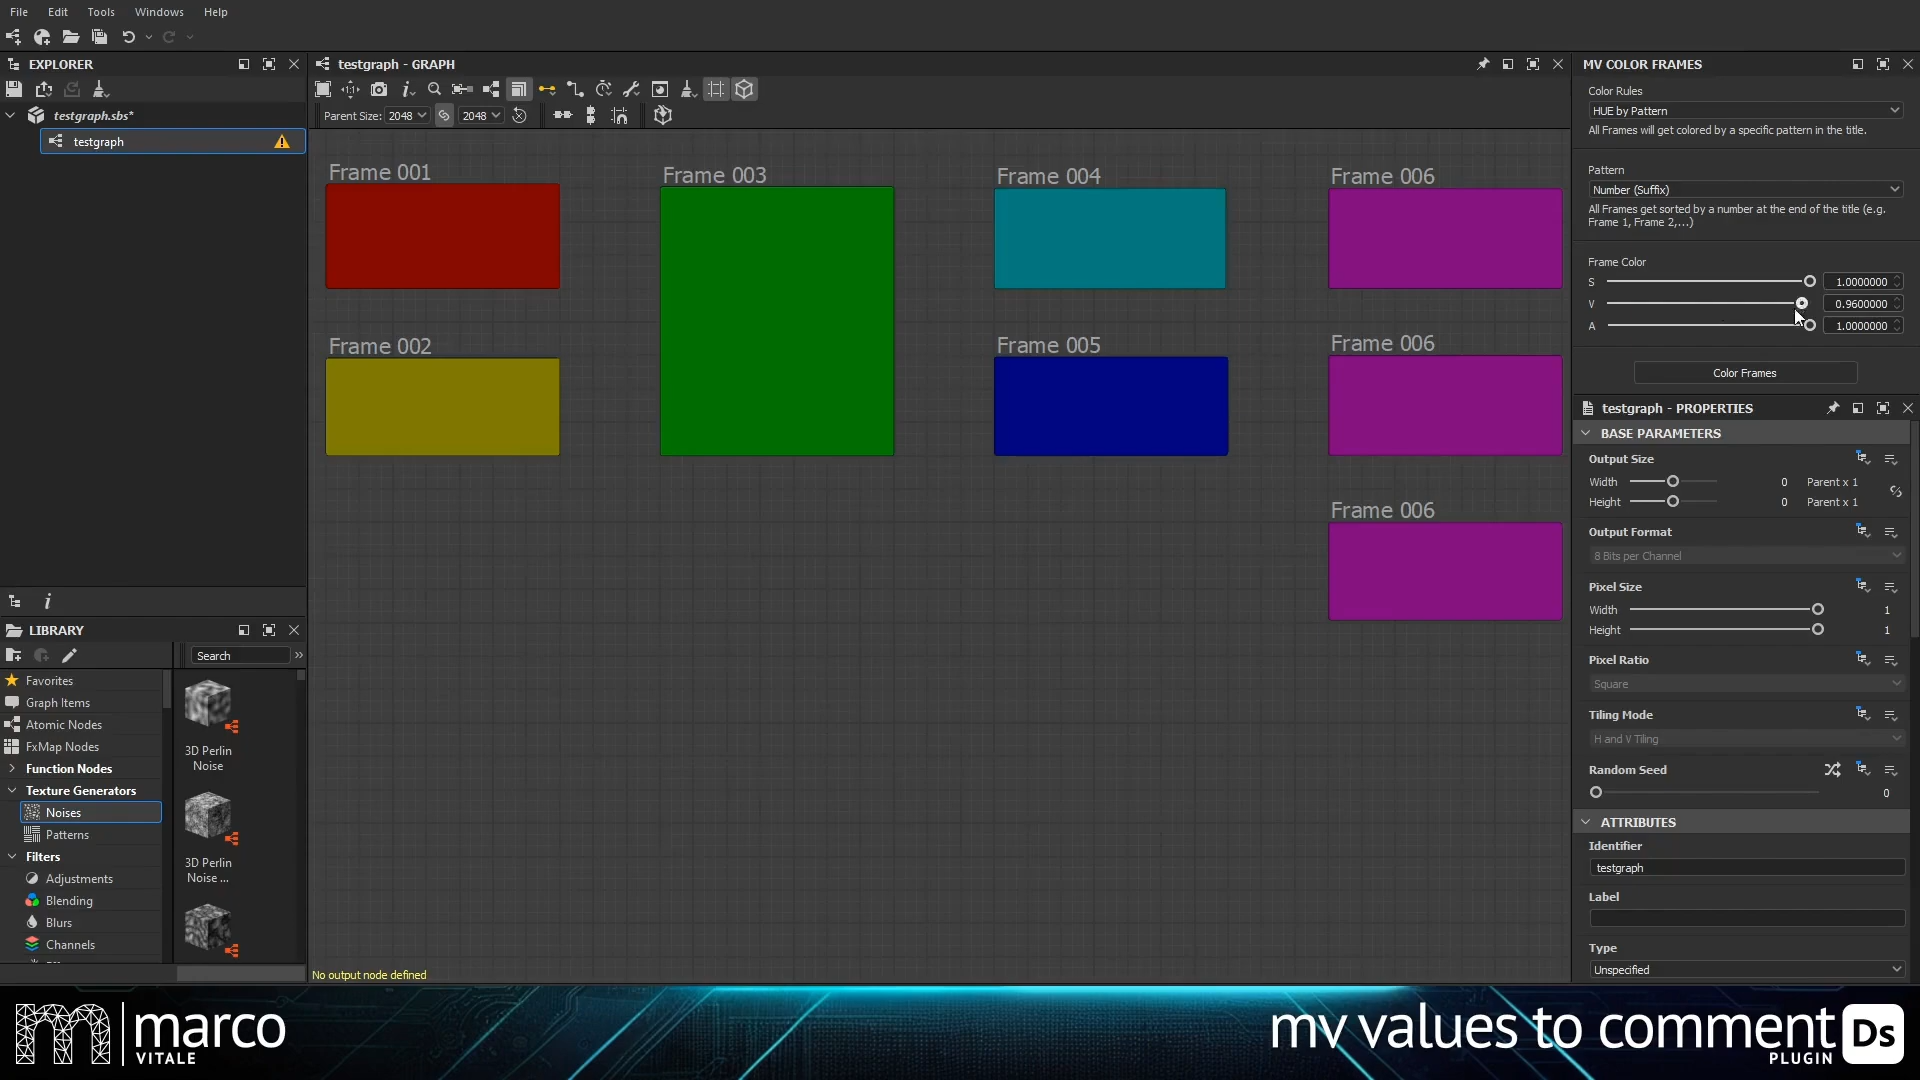 File Edit Tools Windows Help
EXPLORER
testgraph.sbs*
testgraph
testgraph - GRAPH
Parent Size: 2048 2048
Frame 001
Frame 003
Frame 004
Frame 006
Frame 002
Frame 005
Frame 006
Frame 006
No output node defined
LIBRARY
Search
Favorites
Graph Items
Atomic Nodes
FxMap Nodes
Function Nodes
Texture Generators
Noises
Patterns
Filters
Adjustments
Blending
Blurs
Channels
3D Perlin
Noise
3D Perlin
Noise ...
MV COLOR FRAMES
Color Rules
HUE by Pattern
All Frames will get colored by a specific pattern in the title.
Pattern
Number (Suffix)
All Frames get sorted by a number at the end of the title (e.g.
Frame 1, Frame 2,...)
Frame Color
S 1.0000000
V 0.9600000
A 1.0000000
Color Frames
testgraph - PROPERTIES
BASE PARAMETERS
Output Size
Width 0 Parent x 1
Height 0 Parent x 1
Output Format
8 Bits per Channel
Pixel Size
Width 1
Height 1
Pixel Ratio
Square
Tiling Mode
H and V Tiling
Random Seed
0
ATTRIBUTES
Identifier
testgraph
Label
Type
Unspecified
m marco
VITALE
mv values to comment
PLUGIN
Ds